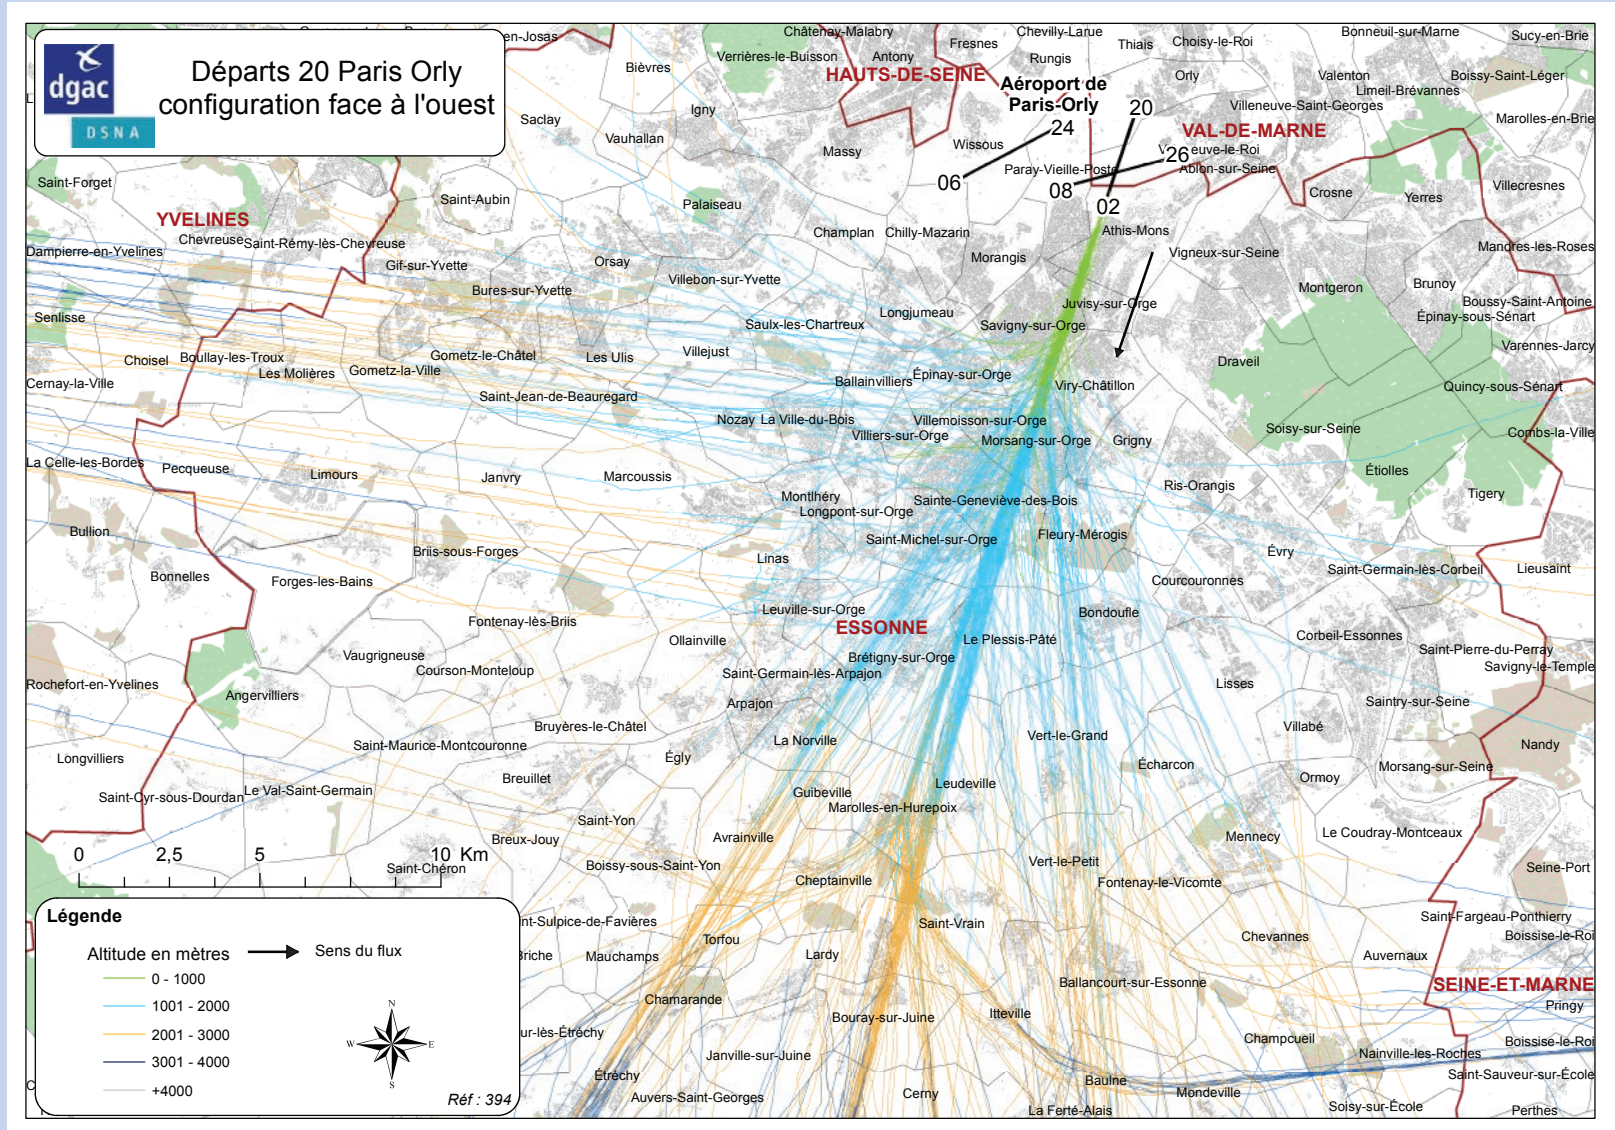 dgac
DSNA
Départs 20 Paris Orly
configuration face à l'ouest
en-Josas
Châtenay-Malabry
Chevilly-Larue
Bonneuil-sur-Marne
Sucy-en-Brie
Fresnes
Thiais
Choisy-le-Roi
Verrières-le-Buisson
Antony
Rungis
Bièvres
HAUTS-DE-SEINE
Orly
Valenton
Boissy-Saint-Léger
Aéroport de
Paris-Orly
Limeil-Brévannes
Igny
20
Villeneuve-Saint-Georges
Saclay
24
VAL-DE-MARNE
Marolles-en-Brie
Vauhallan
Wissous
Massy
26
euve-le-Roi
Paray-Vieille-Poste
Ablon-sur-Seine
06
08
Saint-Forget
Crosne
Yerres
Villecresnes
Saint-Aubin
Palaiseau
02
YVELINES
Champlan
Chilly-Mazarin
Athis-Mons
Chevreuse
Saint-Rémy-lès-Chevreuse
Mandres-les-Roses
Dampierre-en-Yvelines
Vigneux-sur-Seine
Gif-sur-Yvette
Orsay
Morangis
Villebon-sur-Yvette
Bures-sur-Yvette
Montgeron
Brunoy
Juvisy-sur-Orge
Boussy-Saint-Antoine
Senlisse
Longjumeau
Épinay-sous-Sénart
Saulx-les-Chartreux
Savigny-sur-Orge
Varennes-Jarcy
Choisel
Boullay-les-Troux
Gometz-le-Châtel
Les Ulis
Villejust
Draveil
Les Molières
Gometz-la-Ville
Épinay-sur-Orge
Cernay-la-Ville
Ballainvilliers
Viry-Châtillon
Quincy-sous-Sénart
Saint-Jean-de-Beauregard
Nozay
La Ville-du-Bois
Villemoisson-sur-Orge
Villiers-sur-Orge
Morsang-sur-Orge
Grigny
Soisy-sur-Seine
Combs-la-Ville
La Celle-les-Bordes
Pecqueuse
Limours
Janvry
Marcoussis
Étiolles
Ris-Orangis
Tigery
Montlhéry
Sainte-Geneviève-des-Bois
Longpont-sur-Orge
Bullion
Saint-Michel-sur-Orge
Fleury-Mérogis
Briis-sous-Forges
Linas
Évry
Saint-Germain-lès-Corbeil
Lieusaint
Bonnelles
Forges-les-Bains
Courcouronnes
Leuville-sur-Orge
Bondoufle
Fontenay-lès-Briis
ESSONNE
Ollainville
Le Plessis-Pâté
Corbeil-Essonnes
Vaugrigneuse
Brétigny-sur-Orge
Saint-Pierre-du-Perray
Courson-Monteloup
Saint-Germain-lès-Arpajon
Savigny-le-Temple
Rochefort-en-Yvelines
Lisses
Angervilliers
Arpajon
Saintry-sur-Seine
Bruyères-le-Châtel
La Norville
Vert-le-Grand
Villabé
Saint-Maurice-Montcouronne
Nandy
Longvilliers
Égly
Écharcon
Morsang-sur-Seine
Breuillet
Ormoy
Leudeville
Saint-Cyr-sous-Dourdan
Le Val-Saint-Germain
Guibeville
Marolles-en-Hurepoix
Saint-Yon
Breux-Jouy
Avrainville
Mennecy
Le Coudray-Montceaux
0 2,5 5 10 Km
Saint-Chéron
Boissy-sous-Saint-Yon
Vert-le-Petit
Seine-Port
Cheptainville
Fontenay-le-Vicomte
Légende
nt-Sulpice-de-Favières
Saint-Vrain
Saint-Fargeau-Ponthierry
Torfou
Chevannes
Boissise-le-Roi
Altitude en mètres
Sens du flux
Briche
Mauchamps
Lardy
Auvernaux
0 - 1000
Ballancourt-sur-Essonne
SEINE-ET-MARNE
1001 - 2000
Chamarande
Itteville
Pringy
Bouray-sur-Juine
2001 - 3000
N
W
E
S
ur-lès-Étréchy
Champcueil
Boissise-le-Roi
3001 - 4000
Janville-sur-Juine
Nainville-les-Roches
Étréchy
Baulne
Saint-Sauveur-sur-École
+4000
Réf : 394
Auvers-Saint-Georges
Cerny
Mondeville
La Ferté-Alais
Soisy-sur-École
Perthes